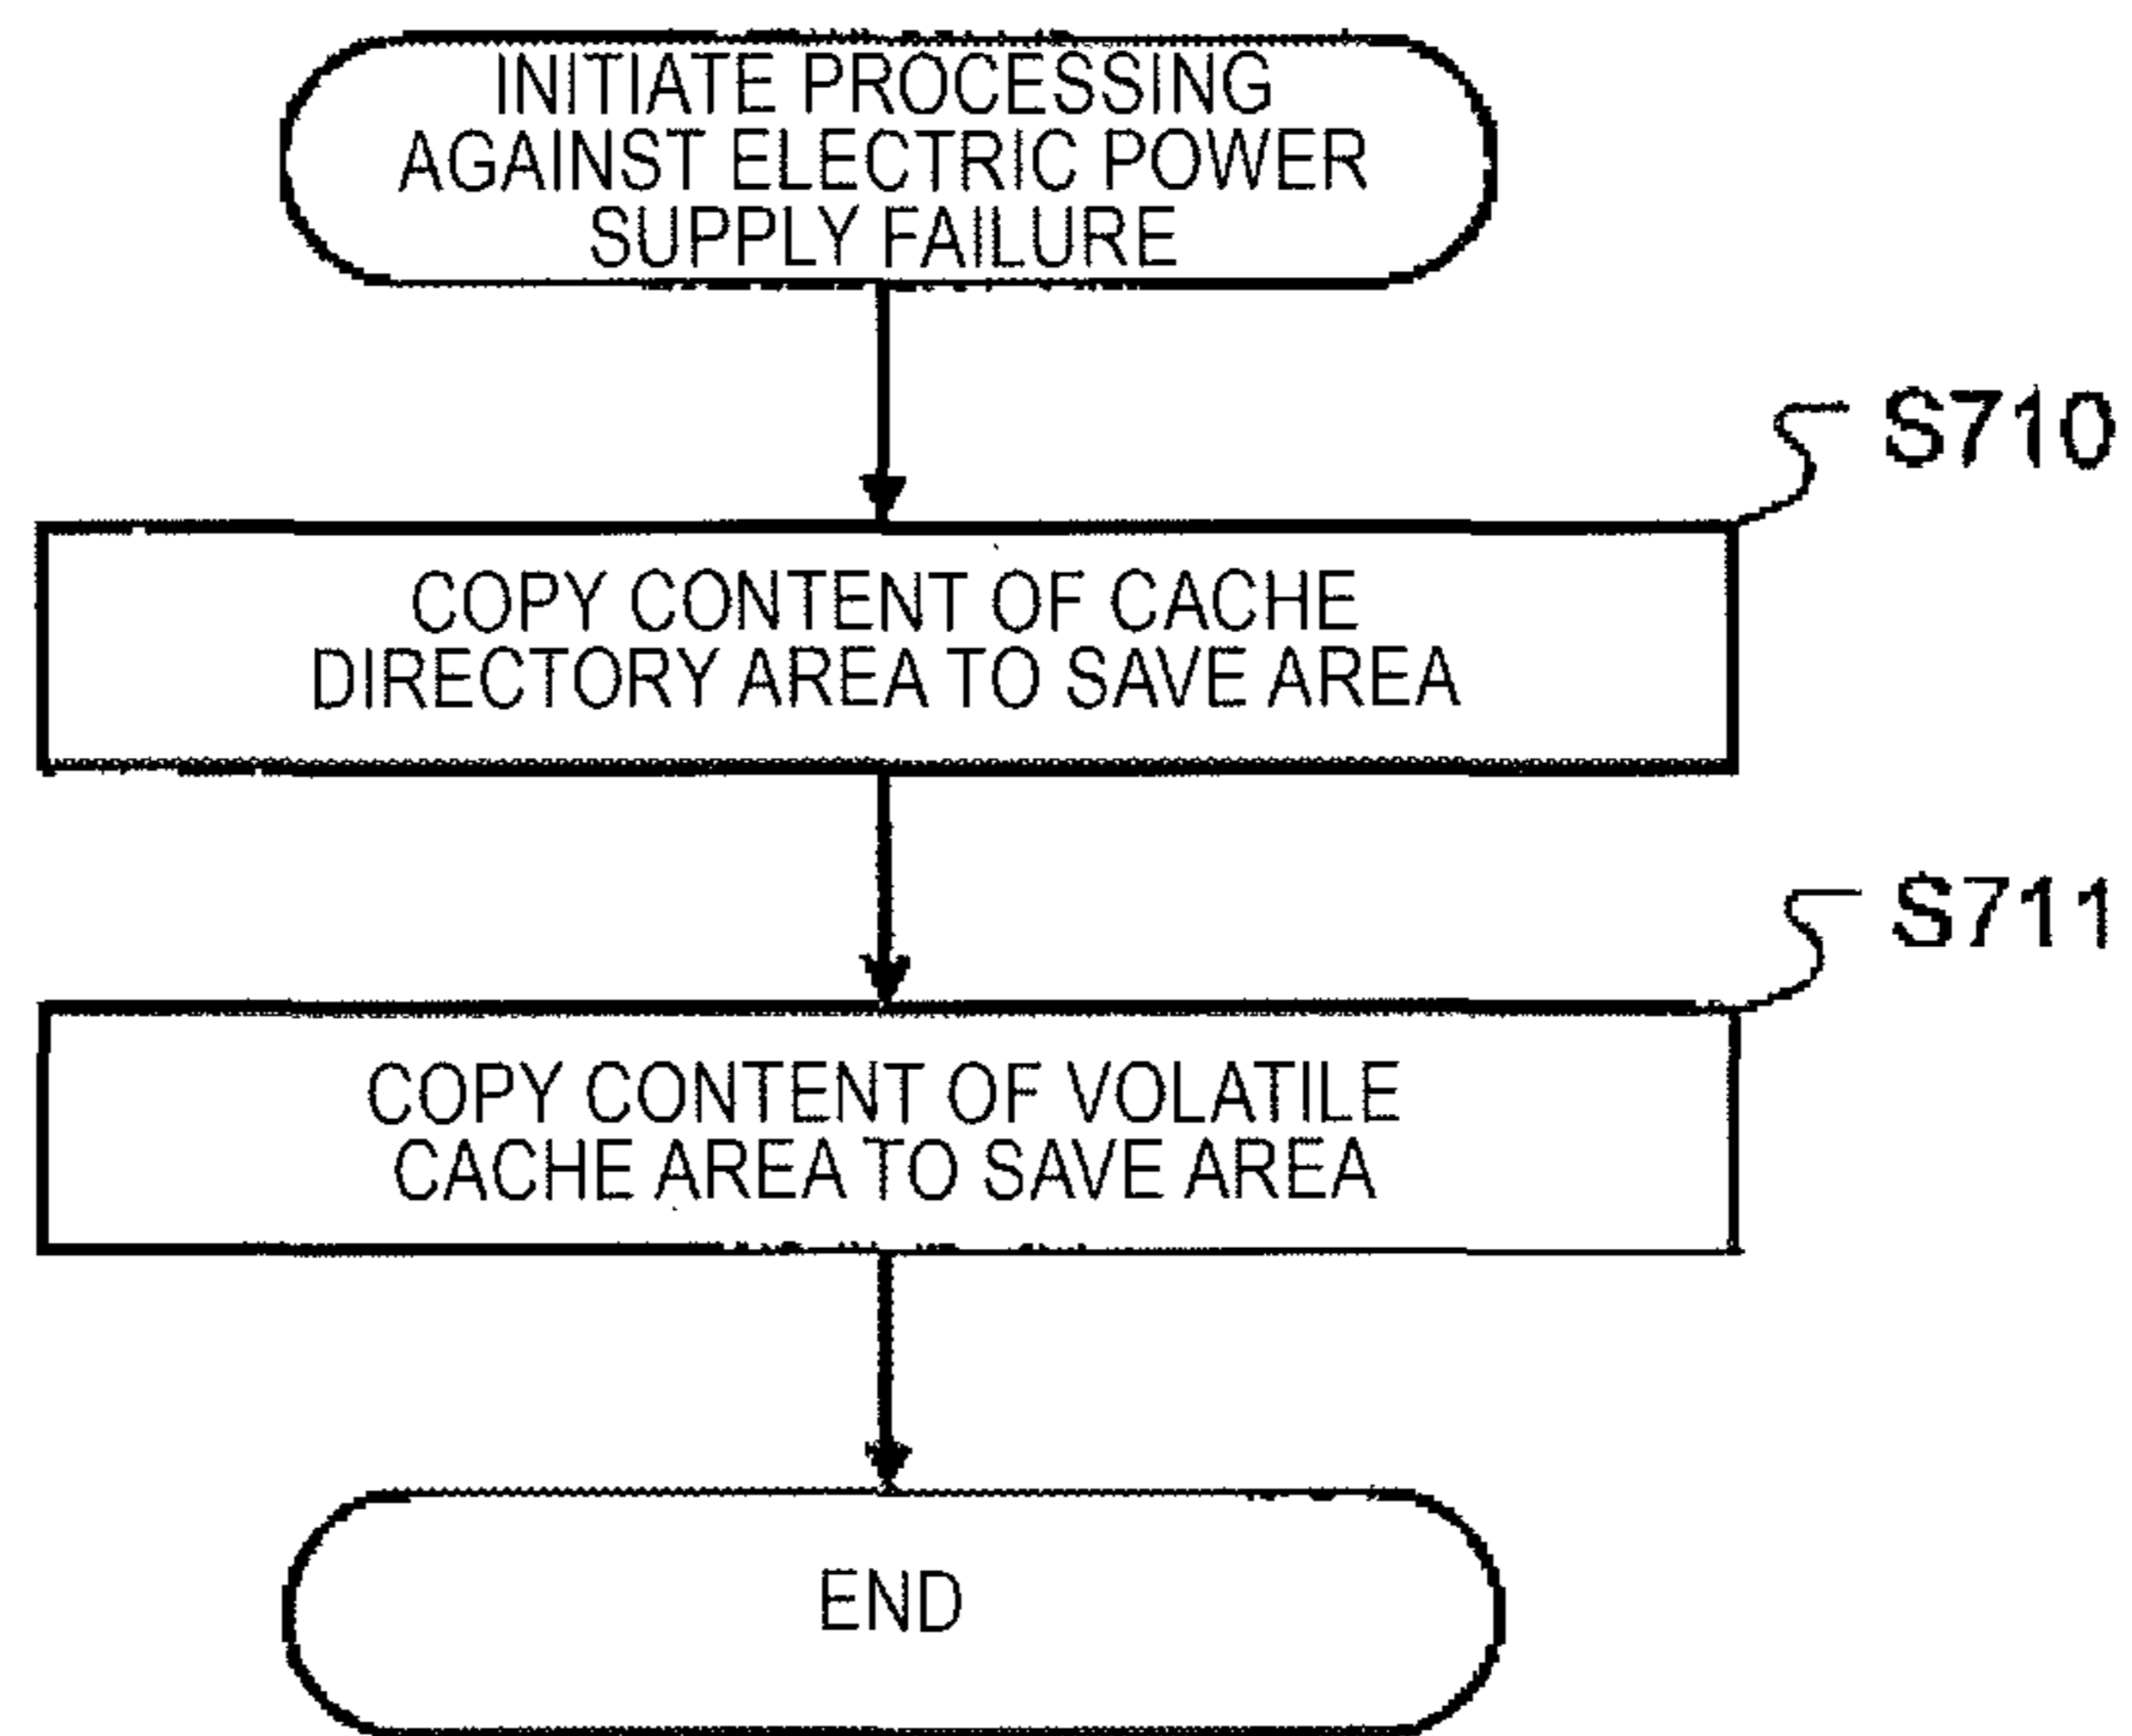 INITIATE PROCESSING
AGAINST ELECTRIC POWER
SUPPLY FAILURE
S710
COPY CONTENT OF CACHE
DIRECTORY AREA TO SAVE AREA
S711
COPY CONTENT OF VOLATILE
CACHE AREA TO SAVE AREA
END